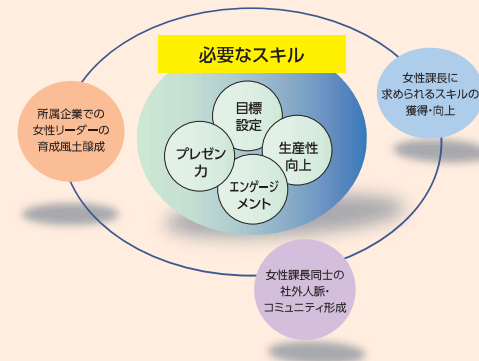 必要なスキル
目標
設定
プレゼン
力
生産性
向上
エンゲージ
メント
所属企業での
女性リーダーの
育成風土醸成
女性課長に
求められるスキルの
獲得・向上
女性課長同士の
社外人脈・
コミュニティ形成